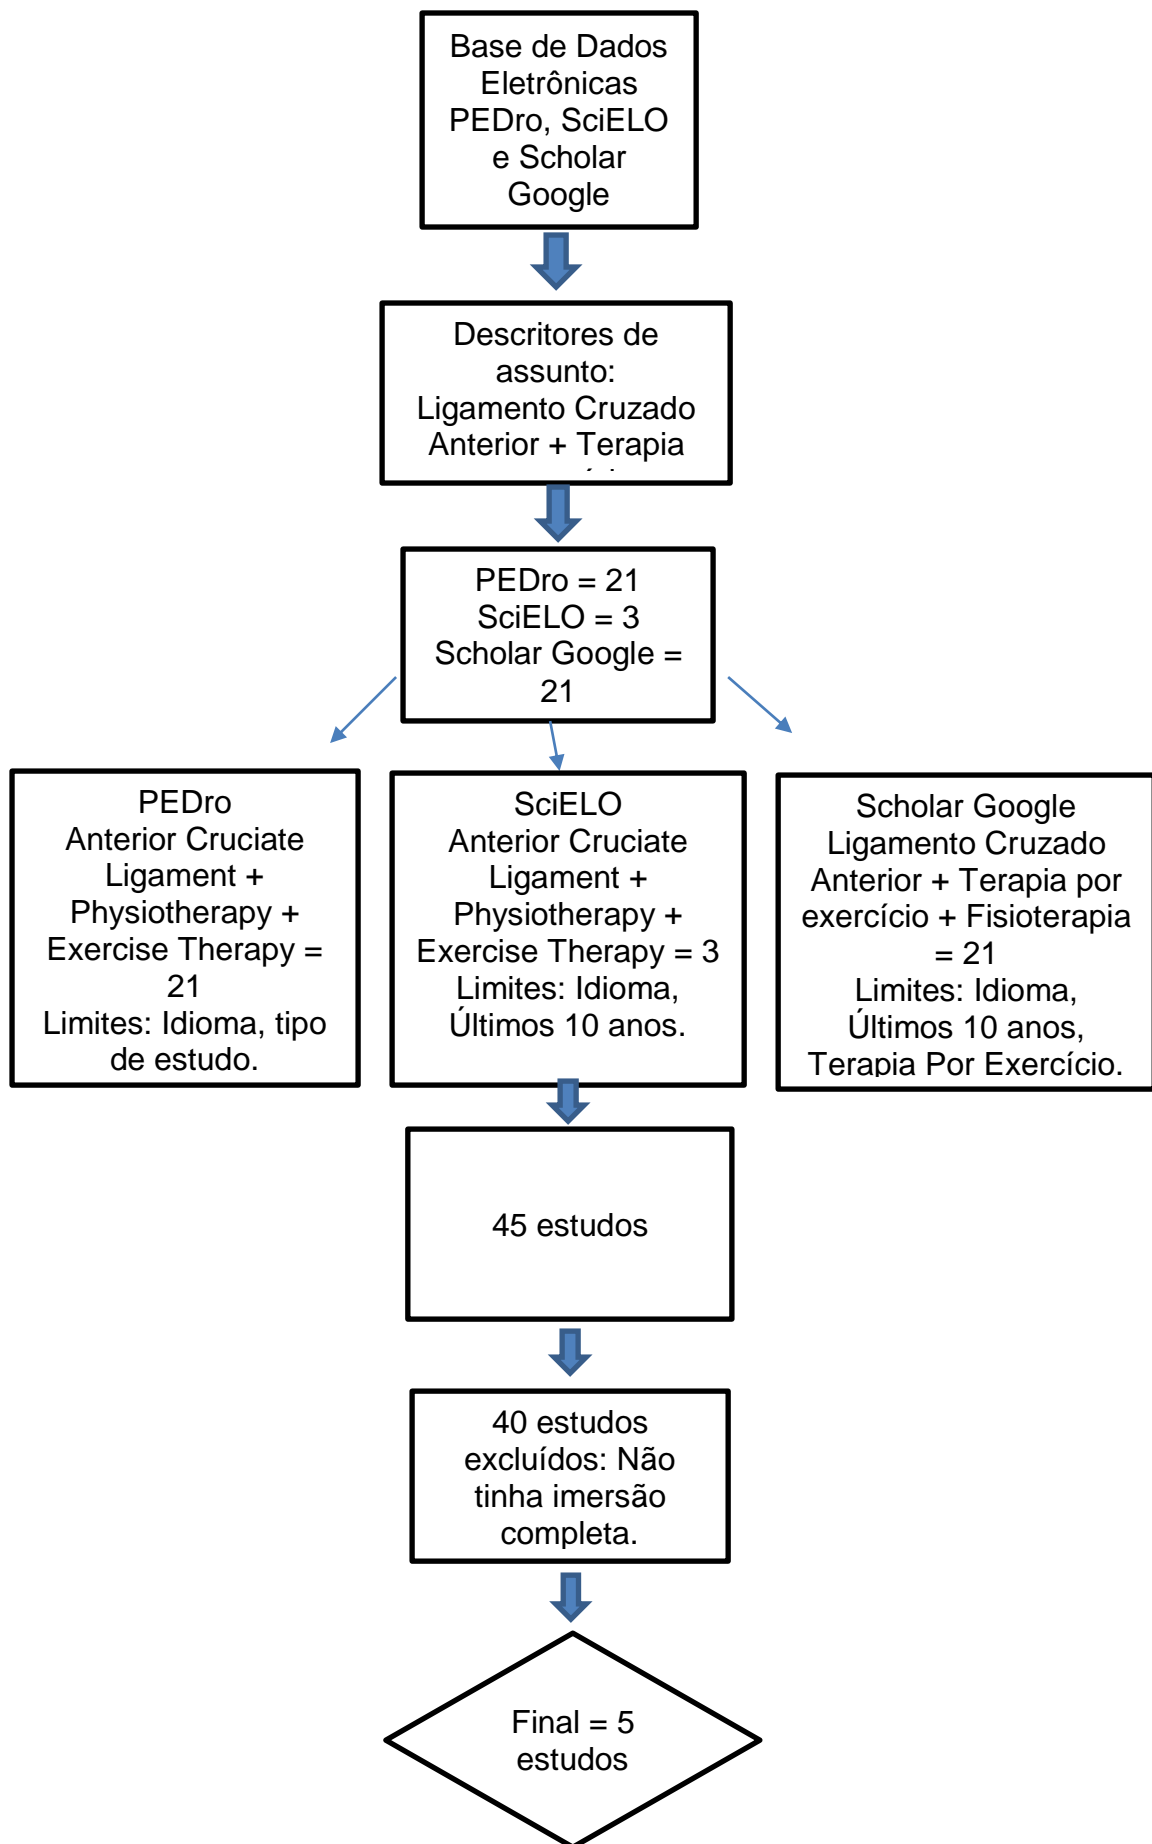 Base de Dados
Eletrônicas
PEDro, SciELO
e Scholar
Google
Descritores de
assunto:
Ligamento Cruzado
Anterior + Terapia
PEDro = 21
SciELO = 3
Scholar Google =
21
PEDro
Anterior Cruciate
Ligament +
Physiotherapy +
Exercise Therapy =
21
Limites: Idioma, tipo
de estudo.
SciELO
Anterior Cruciate
Ligament +
Physiotherapy +
Exercise Therapy = 3
Limites: Idioma,
Últimos 10 anos.
Scholar Google
Ligamento Cruzado
Anterior + Terapia por
exercício + Fisioterapia
= 21
Limites: Idioma,
Últimos 10 anos,
Terapia Por Exercício.
45 estudos
40 estudos
excluídos: Não
tinha imersão
completa.
Final = 5
estudos